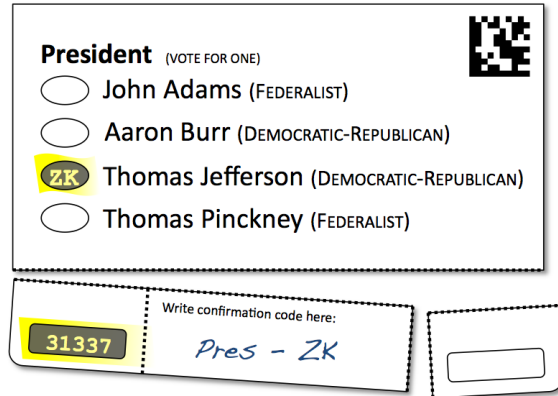 President (VOTE FOR ONE)
John Adams (FEDERALIST)
Aaron Burr (DEMOCRATIC-REPUBLICAN)
ZK Thomas Jefferson (DEMOCRATIC-REPUBLICAN)
Thomas Pinckney (FEDERALIST)
Write confirmation code here:
31337
Pres - ZK